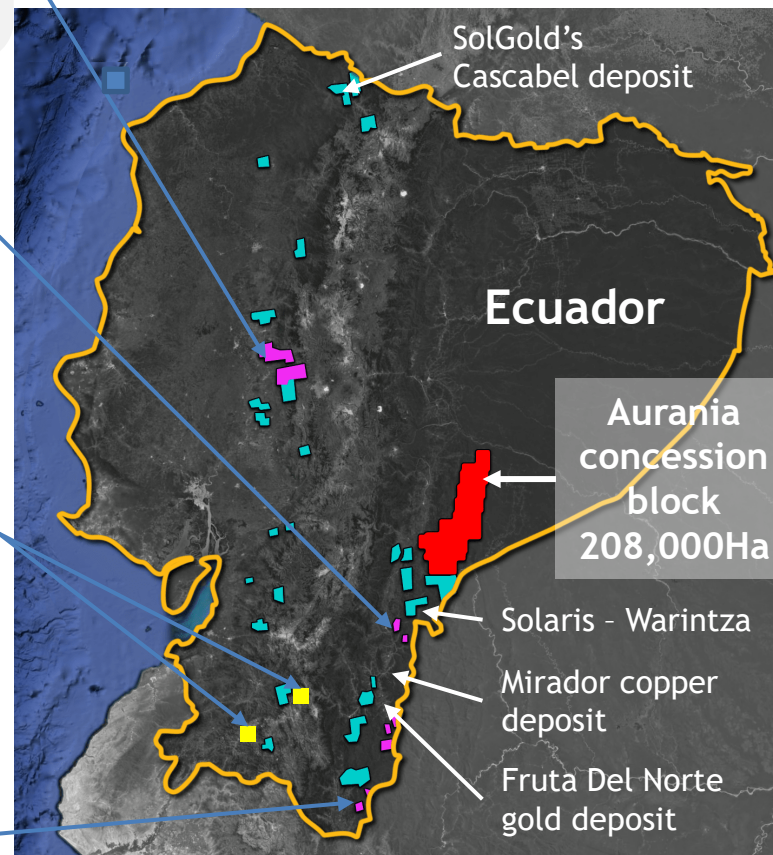 SolGold's
Cascabel deposit
Ecuador
Aurania
concession
block
208,000Ha
Solaris – Warintza
Mirador copper
deposit
Fruta Del Norte
gold deposit